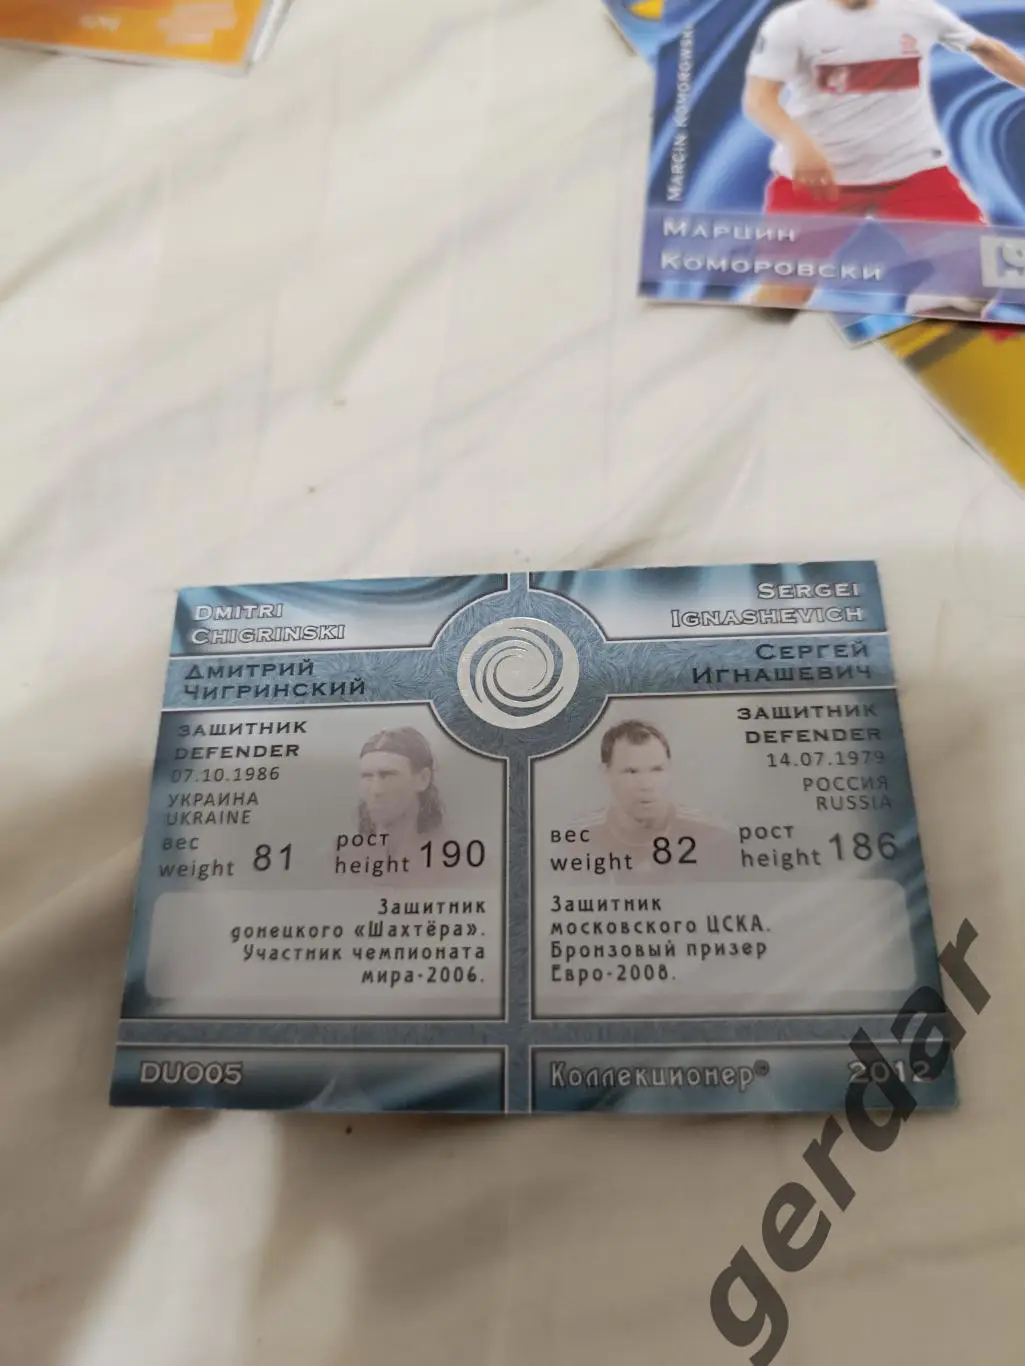 MARCIN KOMOROWSKI
МАРЦИН
КОМОРОВСКИ
DMITRI
CHIGRINSKI
ДМИТРИЙ
ЧИГРИНСКИЙ
ЗАЩИТНИК
DEFENDER
07.10.1986
УКРАИНА
UKRAINE
вес
weight 81
рост
height 190
Защитник
донецкого «Шахтёра».
Участник чемпионата
мира-2006.
SERGEI
IGNASHEVICH
СЕРГЕЙ
ИГНАШЕВИЧ
ЗАЩИТНИК
DEFENDER
14.07.1979
РОССИЯ
RUSSIA
вес
weight 82
рост
height 186
Защитник
московского ЦСКА.
Бронзовый призер
Евро-2008.
DUO05
Коллекционер®
2012
gerdar